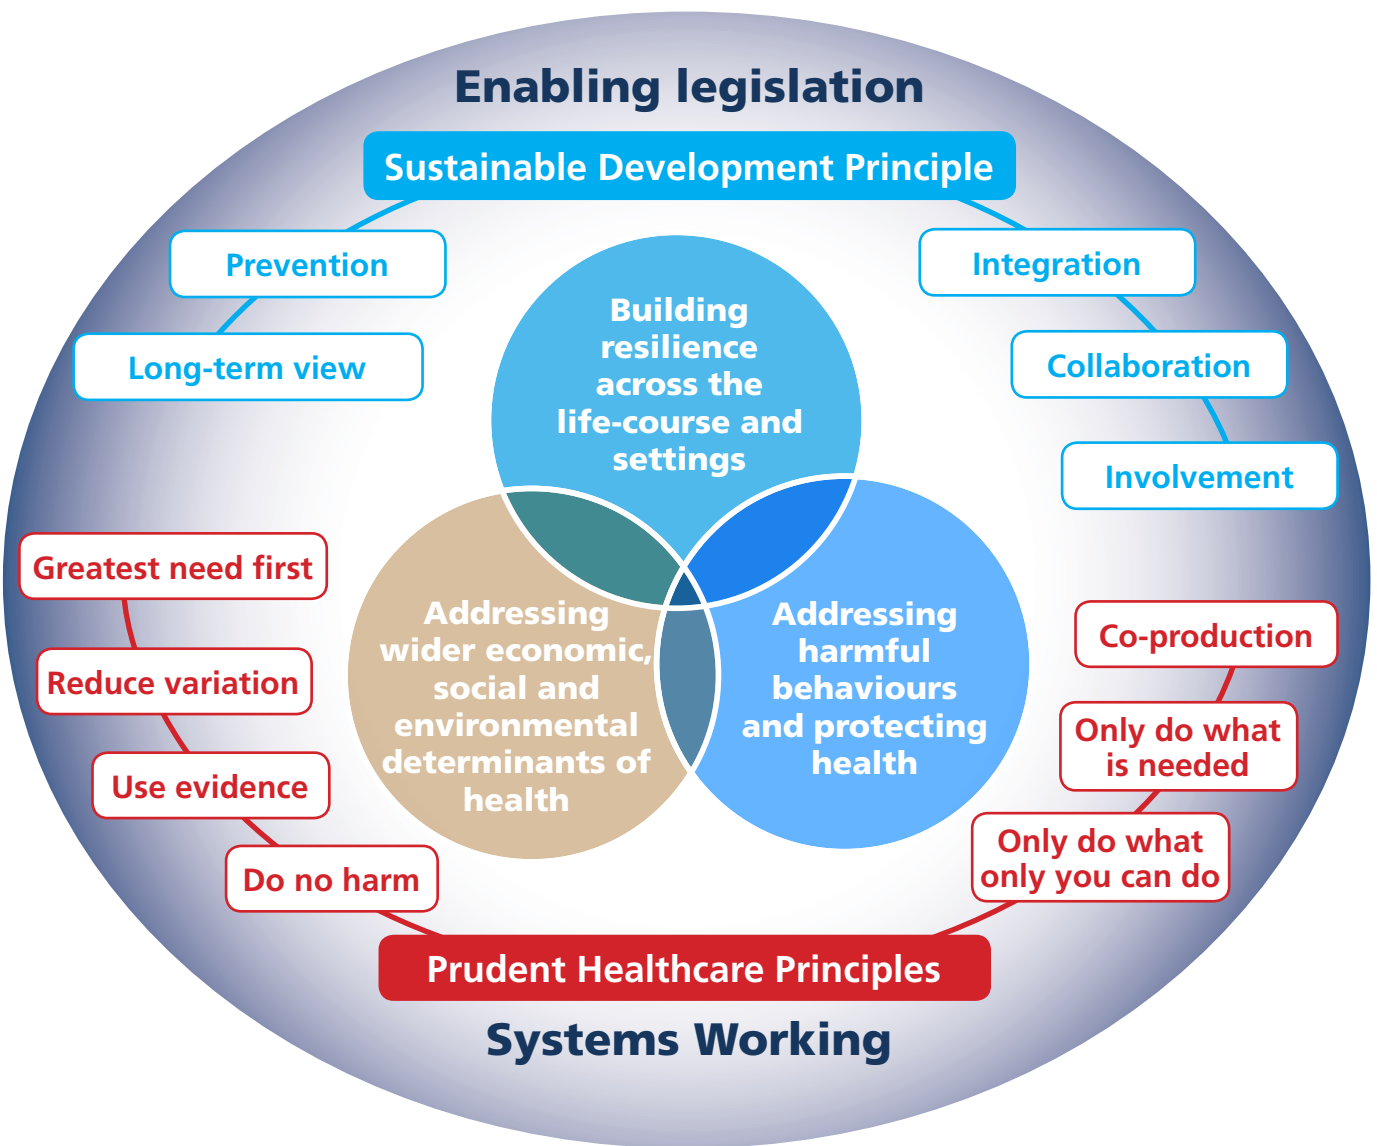 Enabling legislation
Sustainable Development Principle
Prevention
Long-term view
Integration
Collaboration
Involvement
Building
resilience
across the
life-course and
settings
Addressing
wider economic,
social and
environmental
determinants of
health
Addressing
harmful
behaviours
and protecting
health
Greatest need first
Reduce variation
Use evidence
Do no harm
Co-production
Only do what
is needed
Only do what
only you can do
Prudent Healthcare Principles
Systems Working